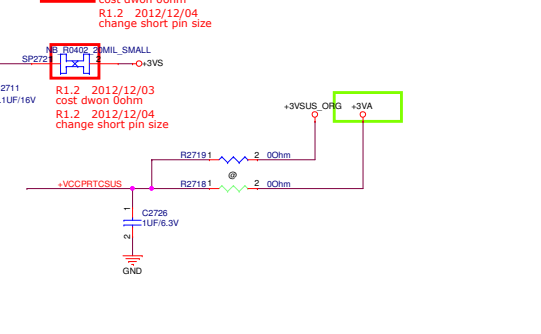 cost dwon 0ohm
R1.2 2012/12/04
change short pin size
NB_R0402_20MIL_SMALL
SP2721
2
+3VS
2711
.1UF/16V
R1.2 2012/12/03
cost dwon 0ohm
R1.2 2012/12/04
change short pin size
+3VSUS_ORG
+3VA
R2719
1
2
0Ohm
@
+VCCPRTCSUS
R2718
1
2
0Ohm
1
C2726
1UF/6.3V
2
GND